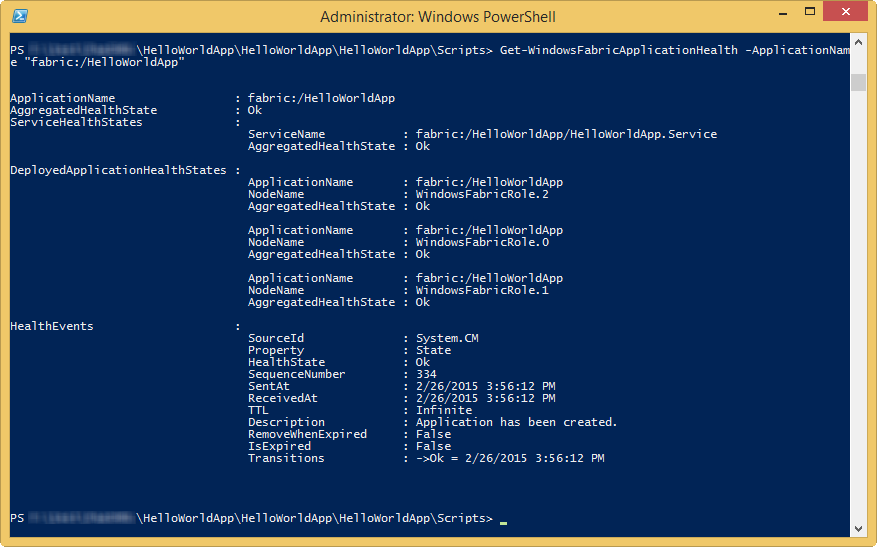 Administrator: Windows PowerShell
PS \HelloWorldApp\HelloWorldApp\HelloWorldApp\Scripts> Get-WindowsFabricApplicationHealth -ApplicationNam
e "fabric:/HelloWorldApp"
ApplicationName : fabric:/HelloWorldApp
AggregatedHealthState : Ok
ServiceHealthStates :
ServiceName : fabric:/HelloWorldApp/HelloWorldApp.Service
AggregatedHealthState : Ok
DeployedApplicationHealthStates :
ApplicationName : fabric:/HelloWorldApp
NodeName : WindowsFabricRole.2
AggregatedHealthState : Ok
ApplicationName : fabric:/HelloWorldApp
NodeName : WindowsFabricRole.0
AggregatedHealthState : Ok
ApplicationName : fabric:/HelloWorldApp
NodeName : WindowsFabricRole.1
AggregatedHealthState : Ok
HealthEvents :
SourceId : System.CM
Property : State
HealthState : Ok
SequenceNumber : 334
SentAt : 2/26/2015 3:56:12 PM
ReceivedAt : 2/26/2015 3:56:12 PM
TTL : Infinite
Description : Application has been created.
RemoveWhenExpired : False
IsExpired : False
Transitions : ->Ok = 2/26/2015 3:56:12 PM
PS \HelloWorldApp\HelloWorldApp\HelloWorldApp\Scripts> _